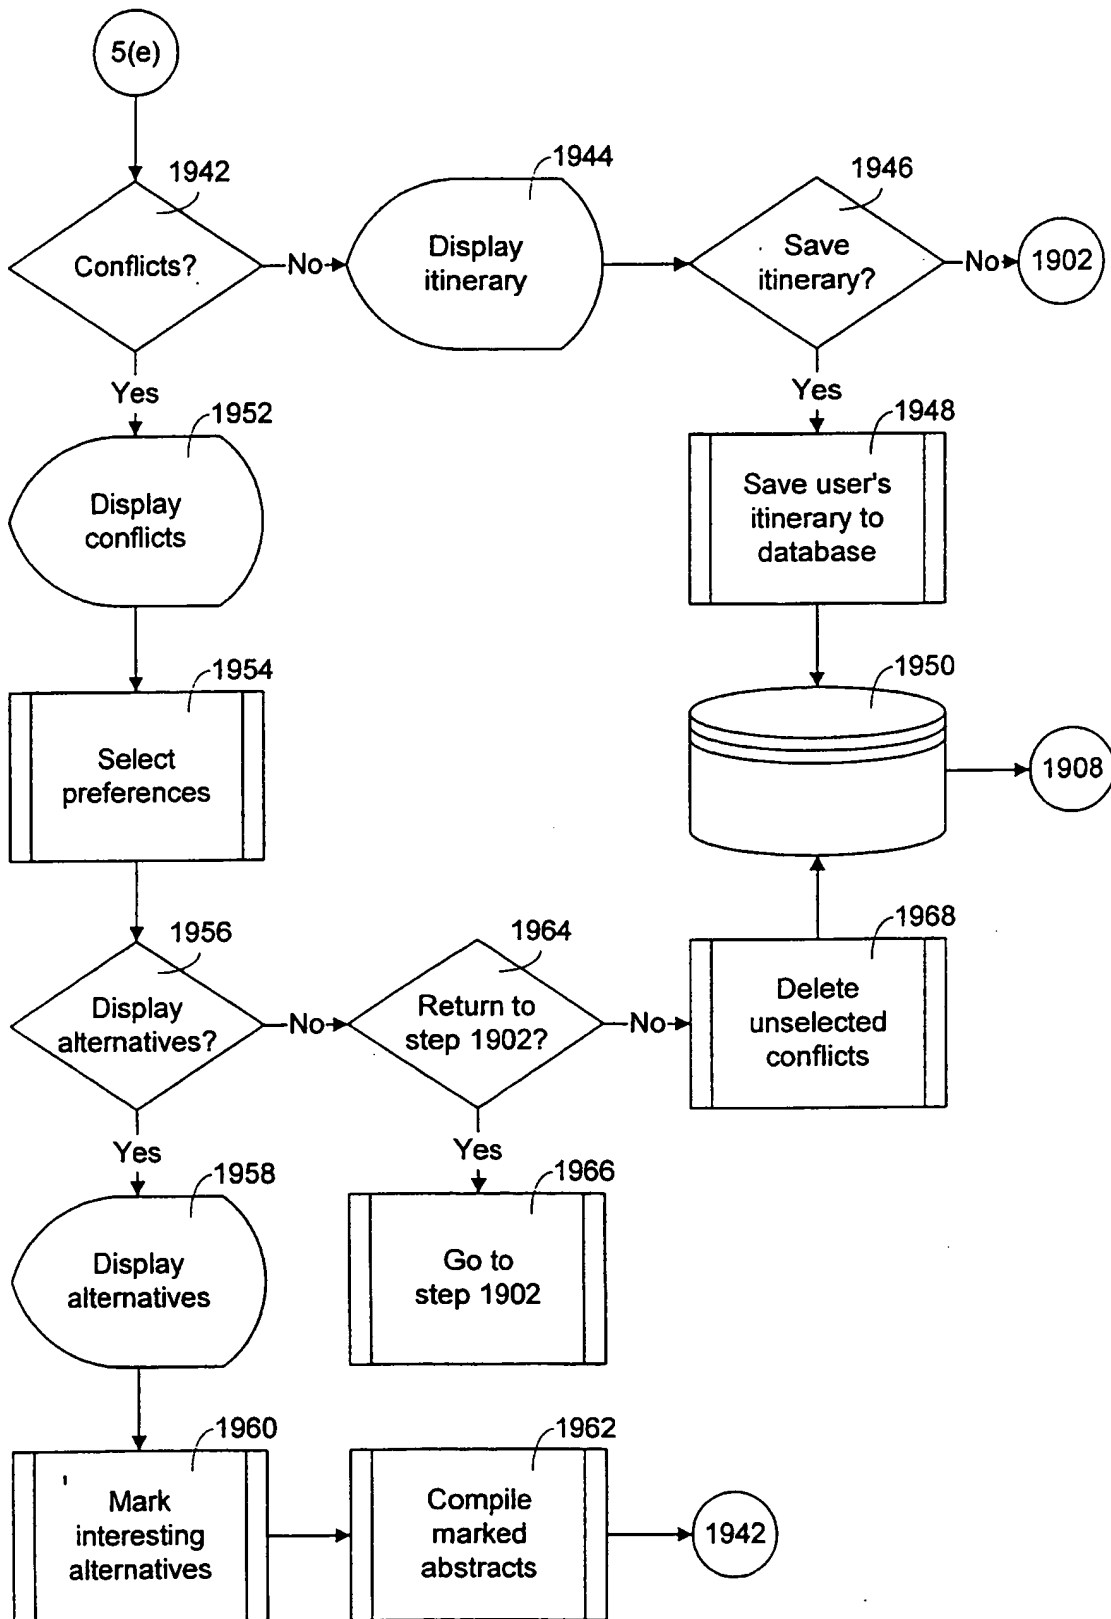 5(e)
1942
Conflicts?
No
1944
Display
itinerary
1946
Save
itinerary?
No
1902
Yes
1952
Display
conflicts
Yes
1948
Save user's
itinerary to
database
1954
Select
preferences
1950
1908
1956
Display
alternatives?
No
1964
Return to
step 1902?
No
1968
Delete
unselected
conflicts
Yes
1958
Display
alternatives
Yes
1966
Go to
step 1902
1960
Mark
interesting
alternatives
1962
Compile
marked
abstracts
1942